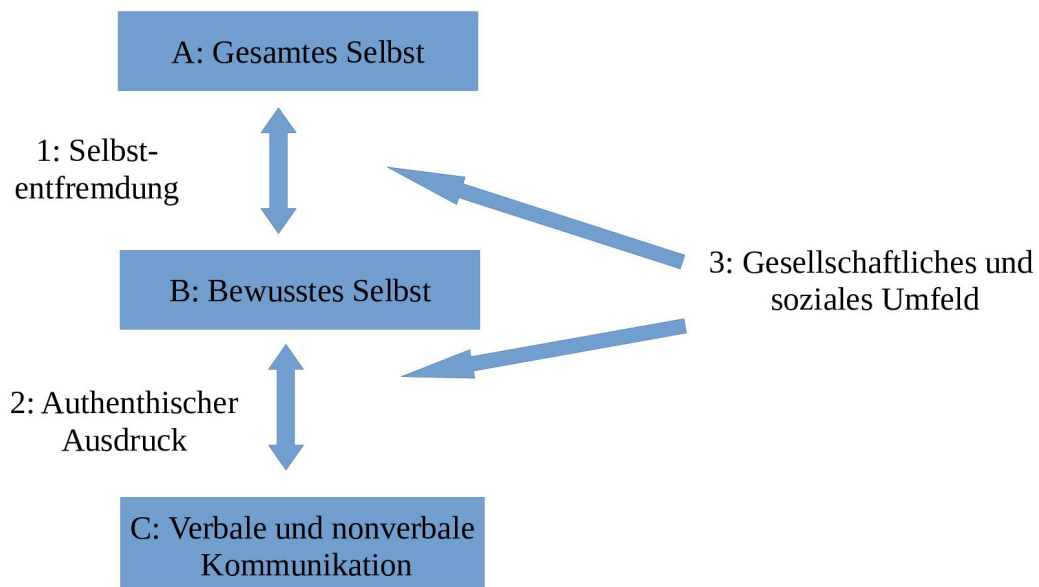 A: Gesamtes Selbst
1: Selbst-
entfremdung
3: Gesellschaftliches und
soziales Umfeld
B: Bewusstes Selbst
2: Authenthischer
Ausdruck
C: Verbale und nonverbale
Kommunikation